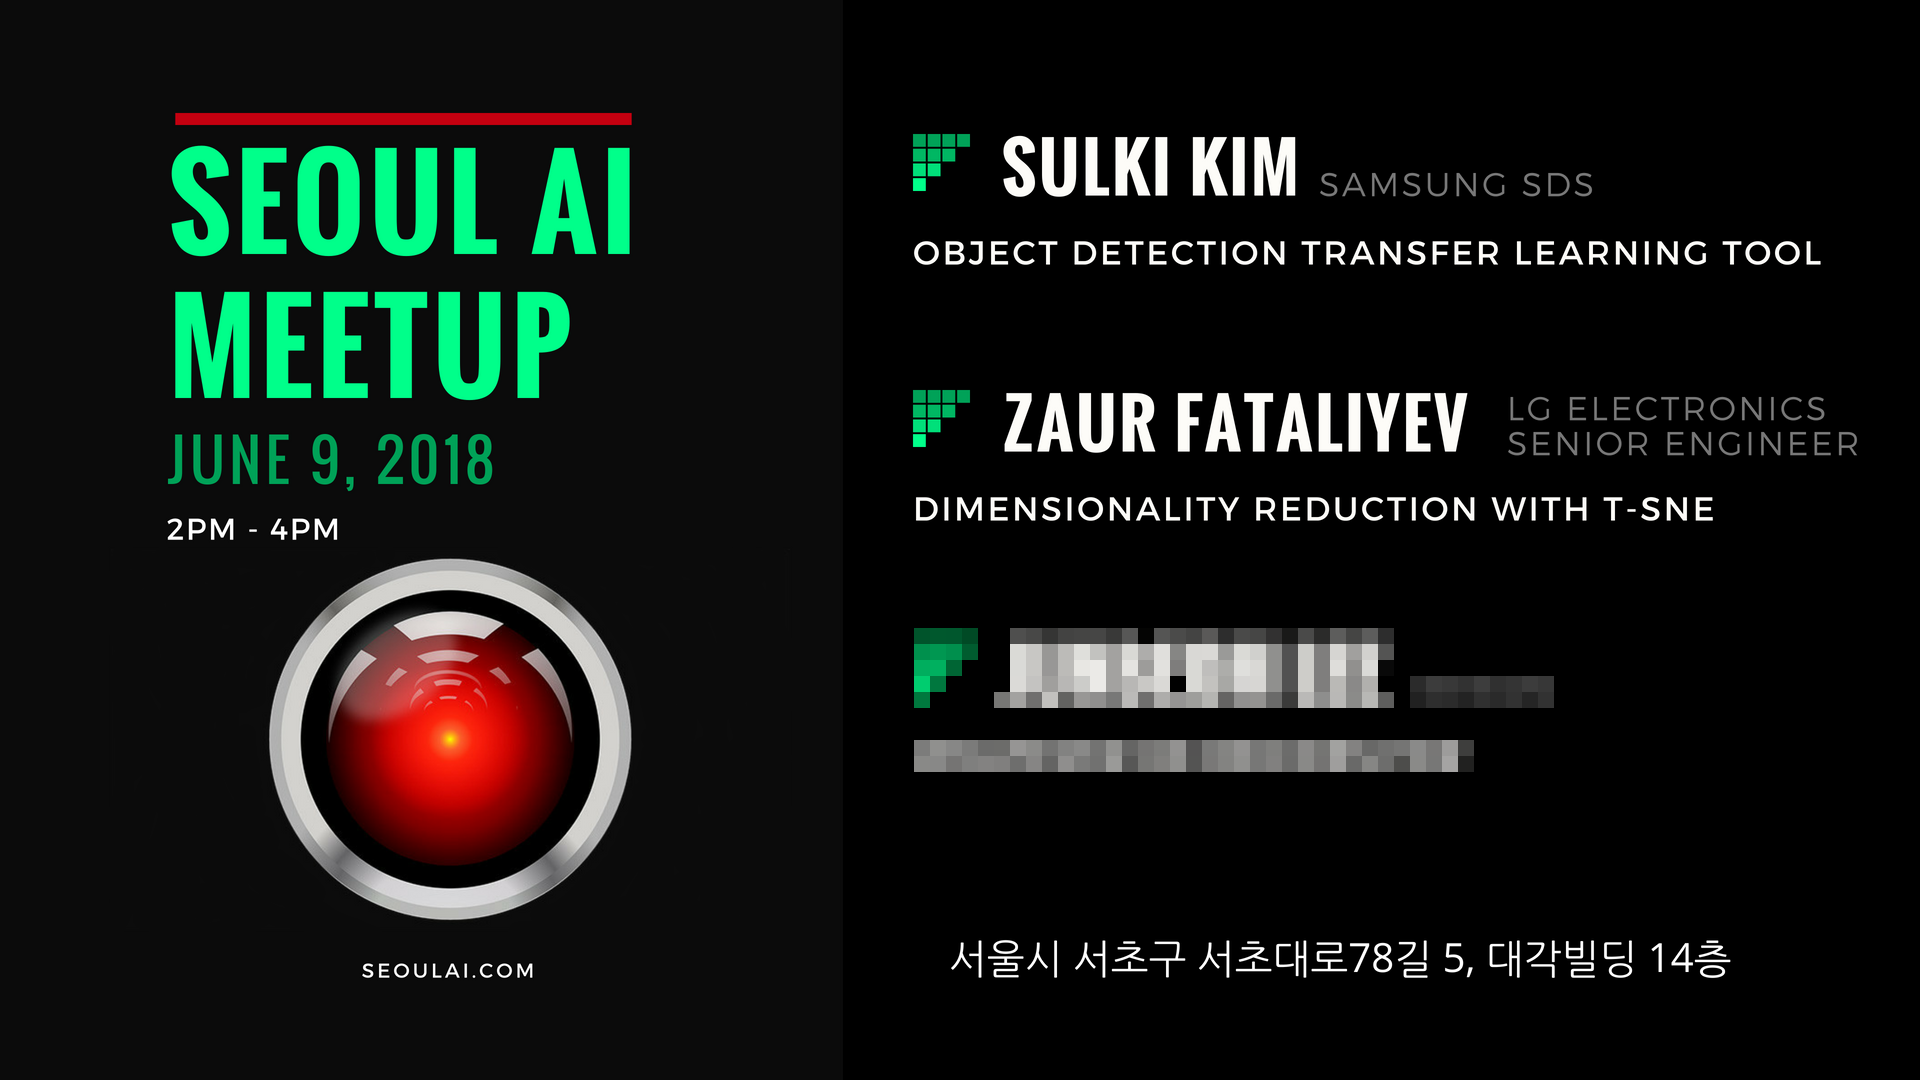 SEOUL AI
MEETUP
JUNE 9, 2018
2PM - 4PM
SEOULAI.COM
SULKI KIM SAMSUNG SDS
OBJECT DETECTION TRANSFER LEARNING TOOL
ZAUR FATALIYEV LG ELECTRONICS
SENIOR ENGINEER
DIMENSIONALITY REDUCTION WITH T-SNE
서울시 서초구 서초대로78길 5, 대각빌딩 14층